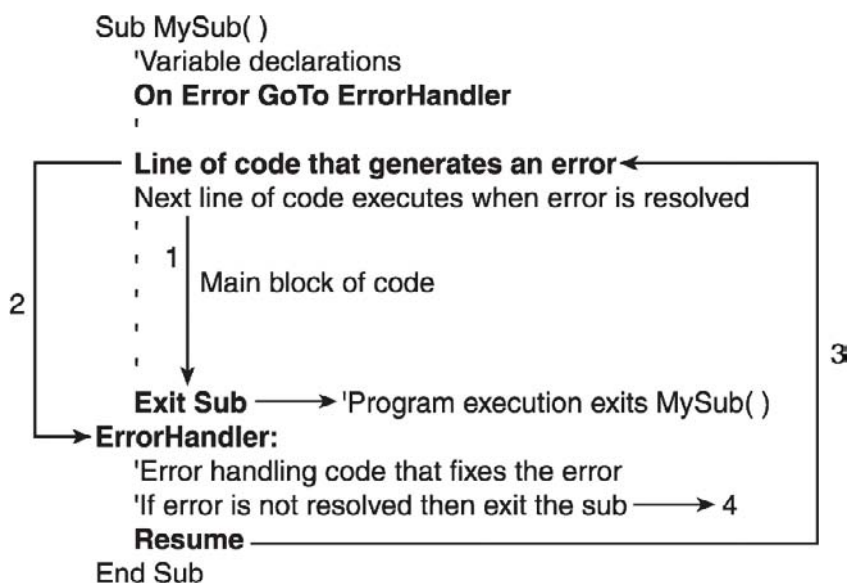 Sub MySub( )
'Variable declarations
On Error GoTo ErrorHandler
'
Line of code that generates an error
Next line of code executes when error is resolved
'
1
'
Main block of code
2
'
'
3
'
Exit Sub 'Program execution exits MySub( )
ErrorHandler:
'Error handling code that fixes the error
'If error is not resolved then exit the sub 4
Resume
End Sub